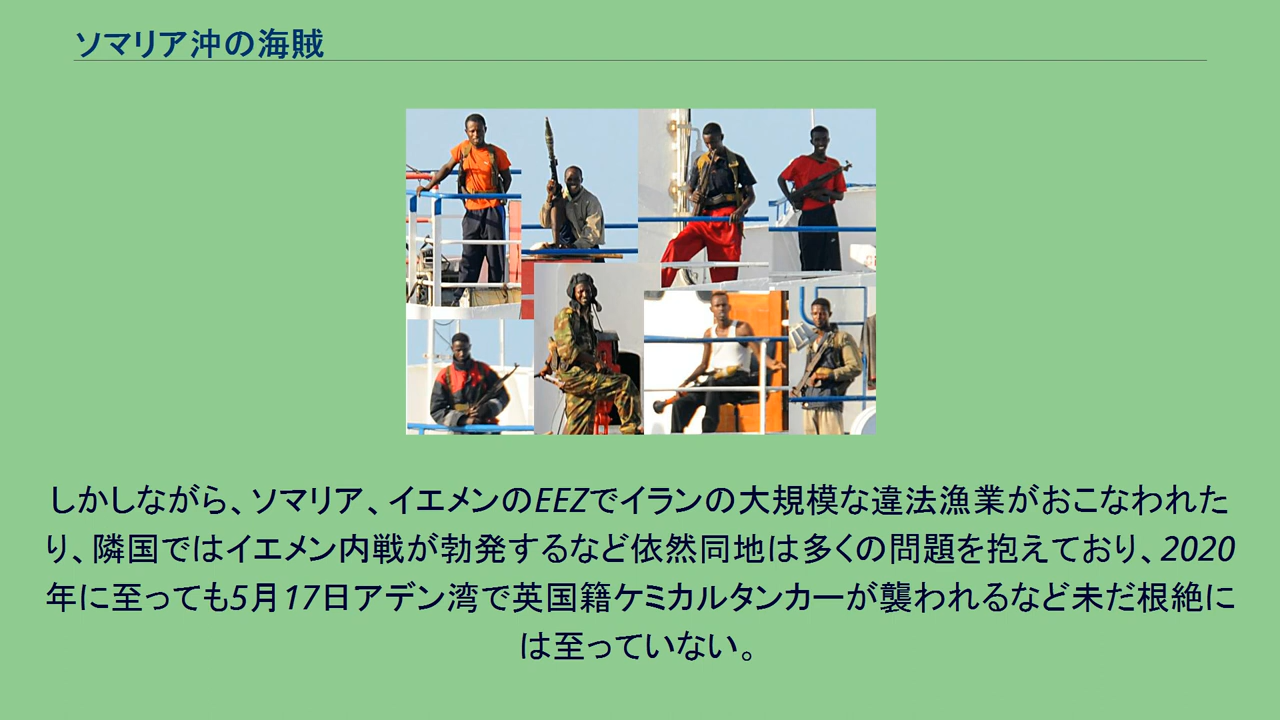 ソマリア沖の海賊
しかしながら、ソマリア、イエメンのEEZでイランの大規模な違法漁業がおこなわれた
り、隣国ではイエメン内戦が勃発するなど依然同地は多くの問題を抱えており、2020
年に至っても5月17日アデン湾で英国籍ケミカルタンカーが襲われるなど未だ根絶に
は至っていない。